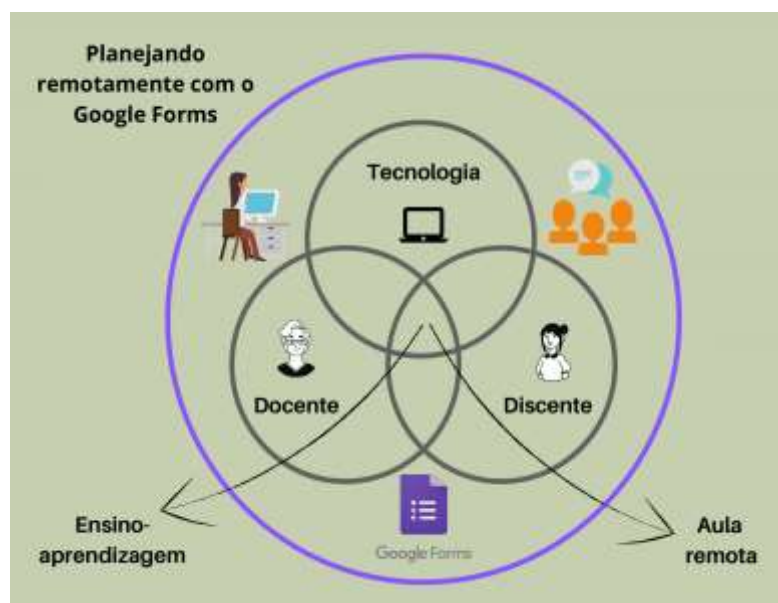 Planejando
remotamente com o
Google Forms
Tecnologia
Docente
Discente
Ensino-
aprendizagem
Google Forms
Aula
remota